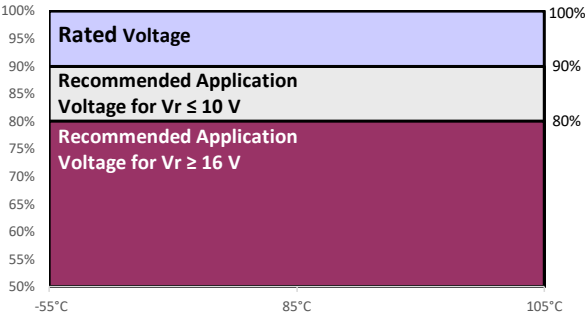 100%
95%
90%
85%
80%
75%
70%
65%
60%
55%
50%
Rated Voltage
Recommended Application
Voltage for Vr ≤ 10 V
Recommended Application
Voltage for Vr ≥ 16 V
100%
90%
80%
-55°C
85°C
105°C